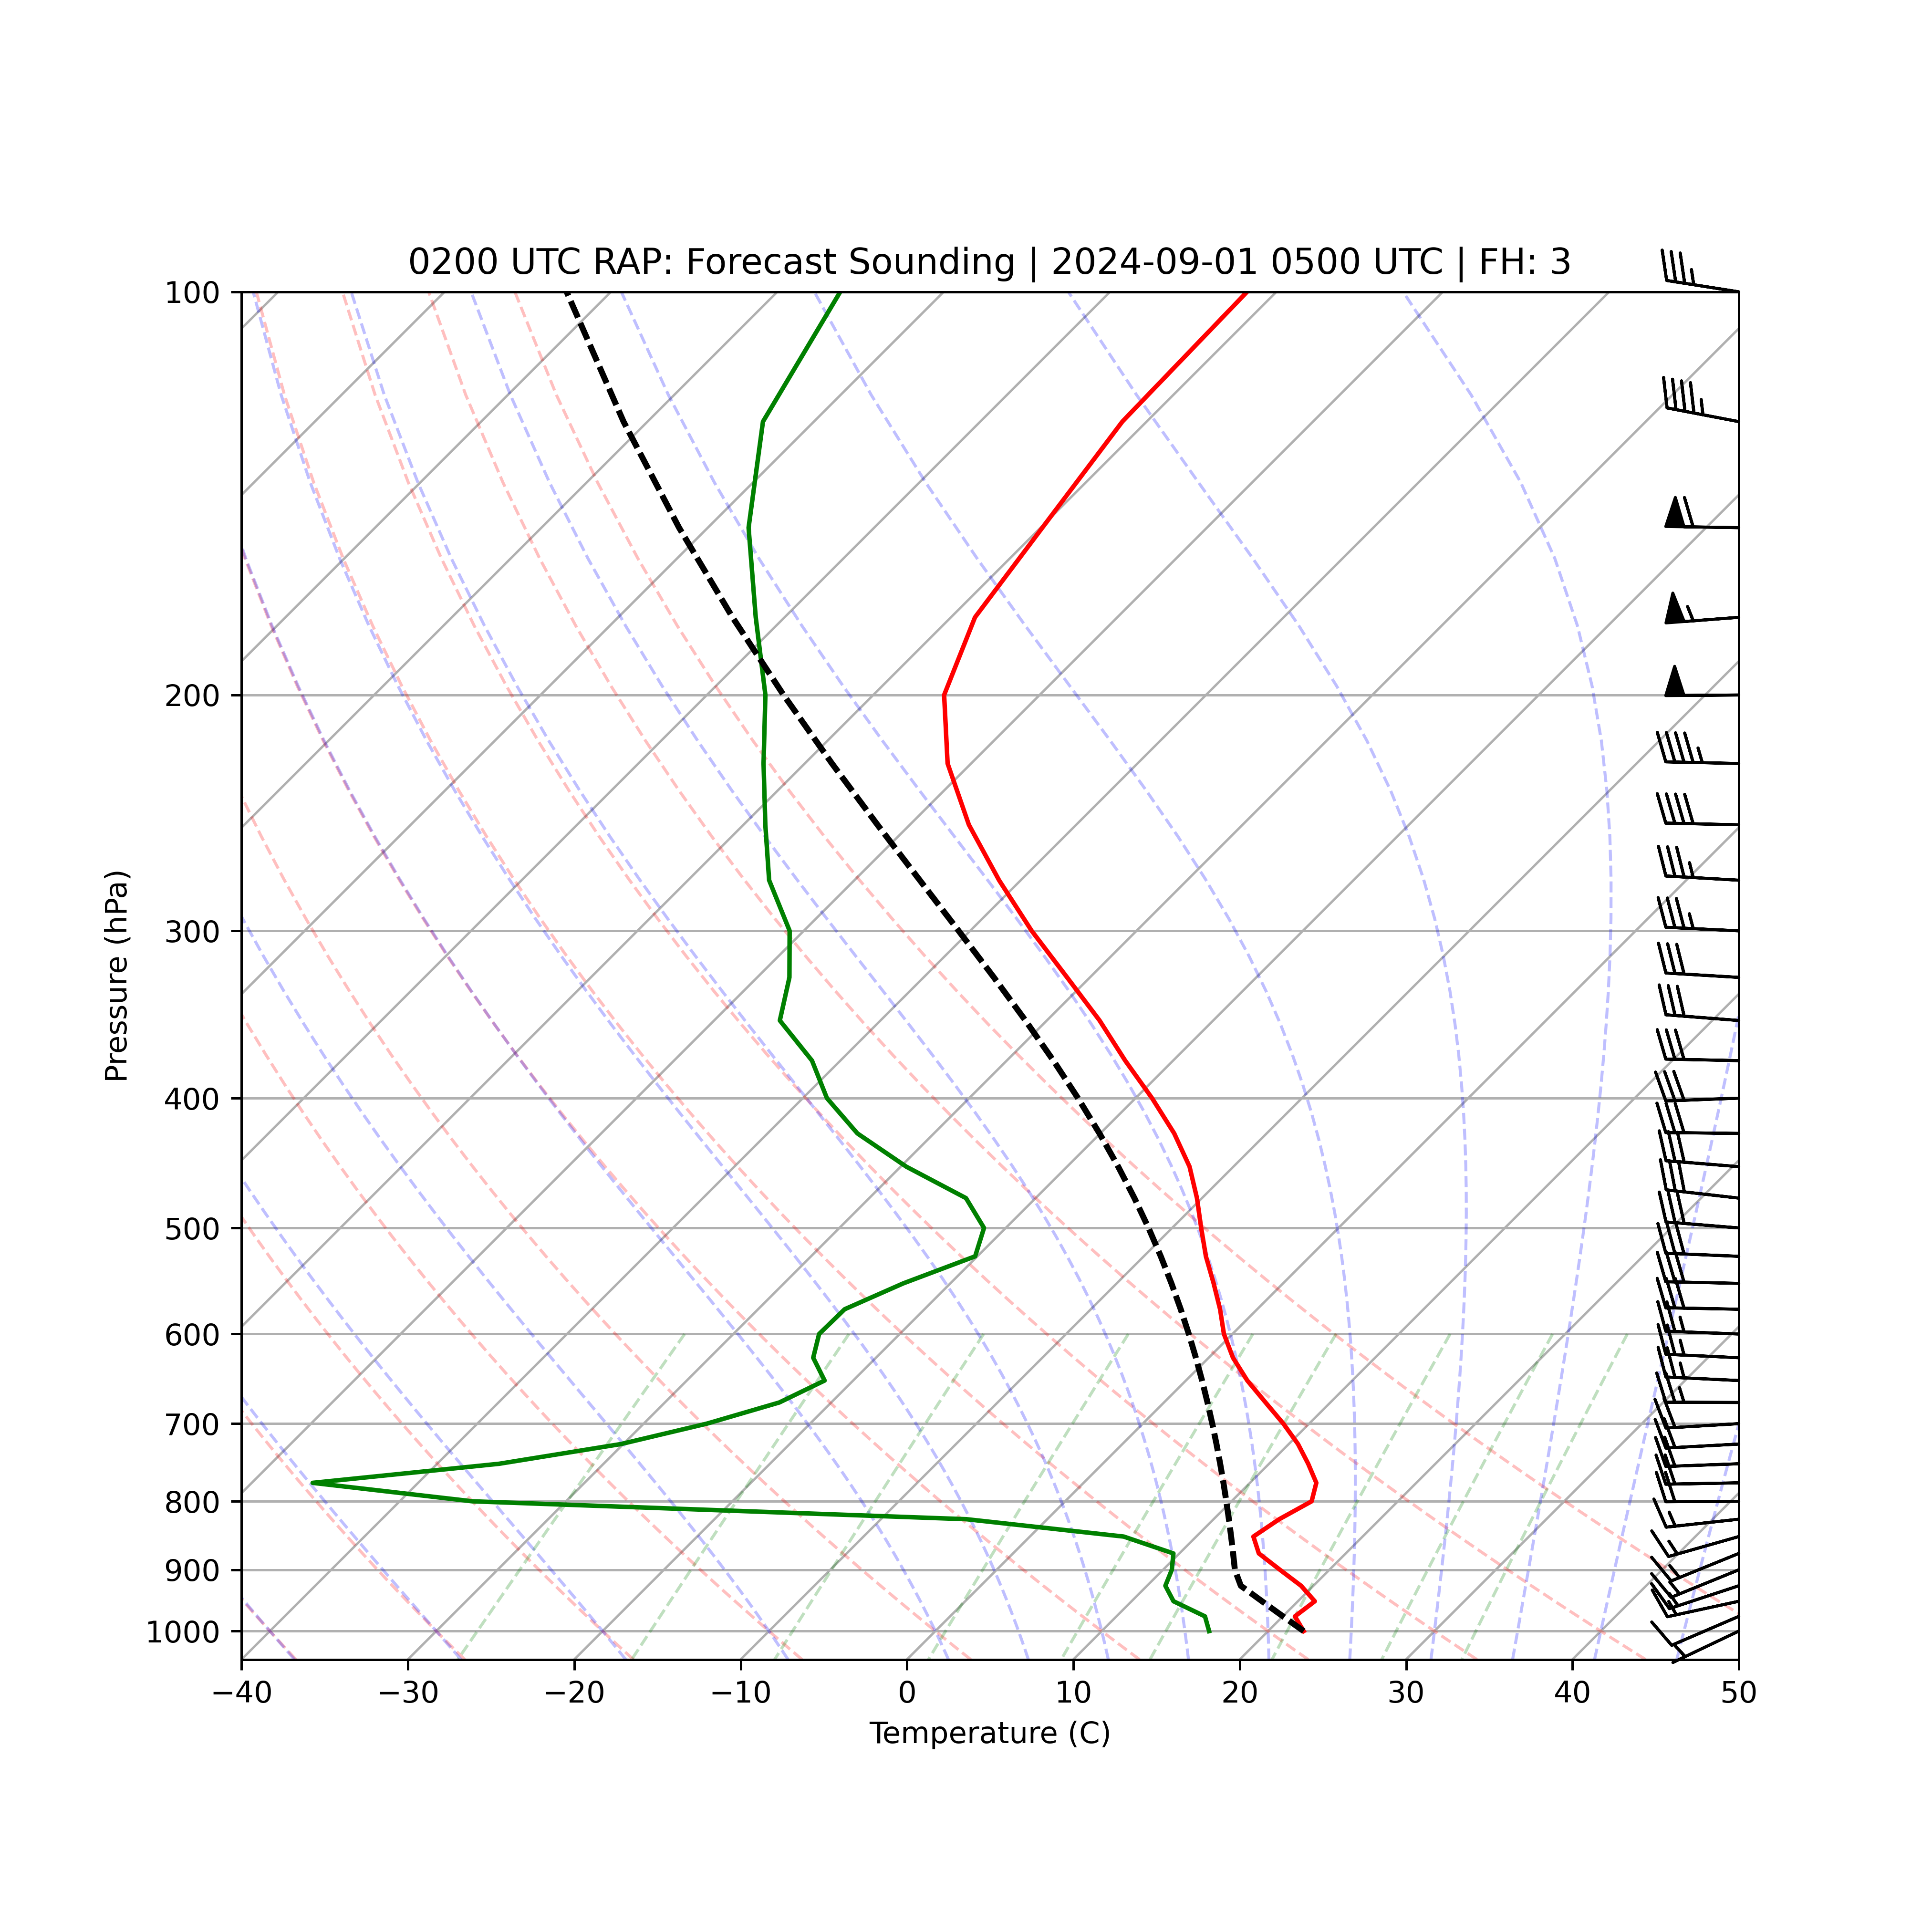 0200 UTC RAP: Forecast Sounding | 2024-09-01 0500 UTC | FH: 3
100
200
300
400
500
600
700
800
900
1000
Pressure (hPa)
−40 −30 −20 −10 0 10 20 30 40 50
Temperature (C)